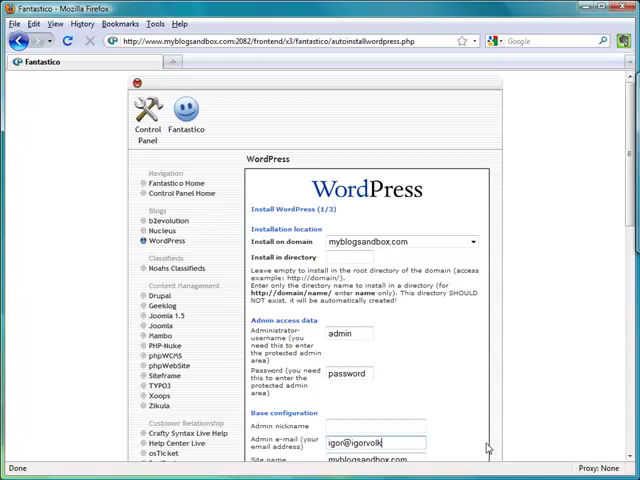 Fantastico - Mozilla Firefox
File Edit View History Bookmarks Tools Help
http://www.myblogsandbox.com:2082/frontend/x3/fantastico/autoinstallwordpress.php
Google
Fantastico
Control Panel
Fantastico
Navigation
Fantastico Home
Control Panel Home
Blogs
b2evolution
Nucleus
WordPress
Classifieds
Noahs Classifieds
Content Management
Drupal
Geeklog
Joomla 1.5
Joomla
Mambo
PHP-Nuke
phpWCMS
phpWebSite
Siteframe
TYPO3
Xoops
Zikula
Customer Relationship
Crafty Syntax Live Help
Help Center Live
osTicket
WordPress
WordPress
Install WordPress (1/3)
Installation location
Install on domain myblogsandbox.com
Install in directory
Leave empty to install in the root directory of the domain (access
example: http://domain/).
Enter only the directory name to install in a directory (for
http://domain/name/ enter name only). This directory SHOULD
NOT exist, it will be automatically created!
Admin access data
Administrator-
username (you
need this to enter
the protected admin
area)
admin
Password (you need
this to enter the
protected admin
area)
password
Base configuration
Admin nickname
Admin e-mail (your
email address)
igor@igorvolk
Site name myblogsandbox.com
Done
Proxy: None